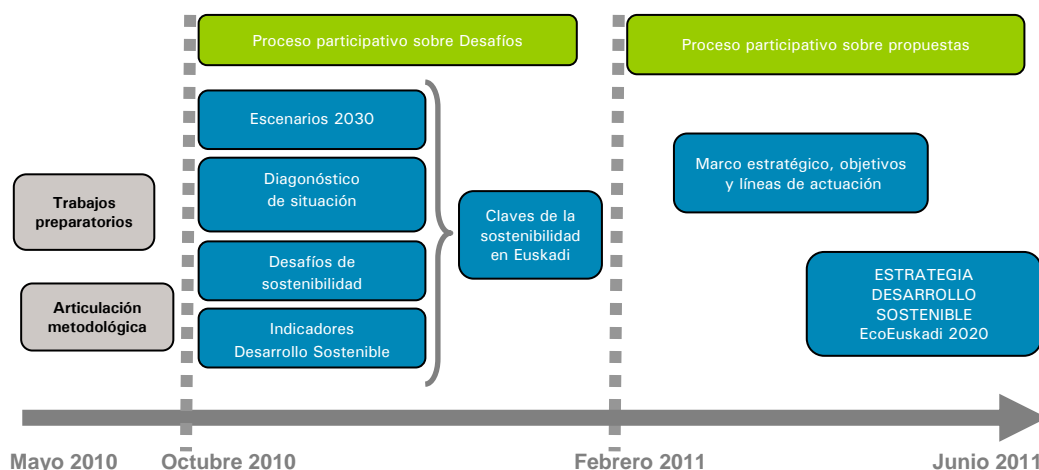 Proceso participativo sobre Desafíos
Proceso participativo sobre propuestas
Escenarios 2030
Diagonóstico
de situación
Desafíos de
sostenibilidad
Indicadores
Desarrollo Sostenible
Trabajos
preparatorios
Articulación
metodológica
Claves de la
sostenibilidad
en Euskadi
Marco estratégico, objetivos
y líneas de actuación
ESTRATEGIA
DESARROLLO
SOSTENIBLE
EcoEuskadi 2020
Mayo 2010
Octubre 2010
Febrero 2011
Junio 2011